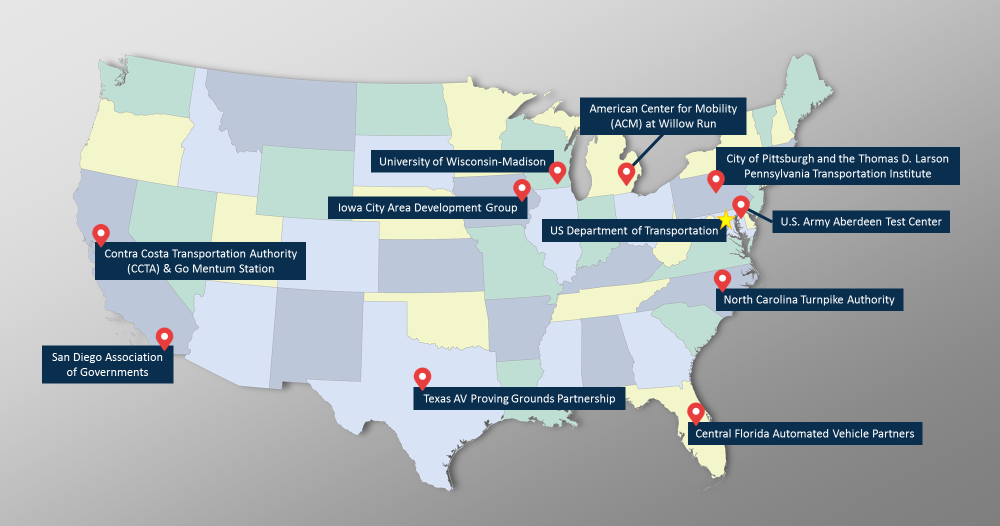 American Center for Mobility
(ACM) at Willow Run
University of Wisconsin-Madison
City of Pittsburgh and the Thomas D. Larson
Pennsylvania Transportation Institute
Iowa City Area Development Group
U.S. Army Aberdeen Test Center
US Department of Transportation
Contra Costa Transportation Authority
(CCTA) & Go Mentum Station
North Carolina Turnpike Authority
San Diego Association
of Governments
Texas AV Proving Grounds Partnership
Central Florida Automated Vehicle Partners